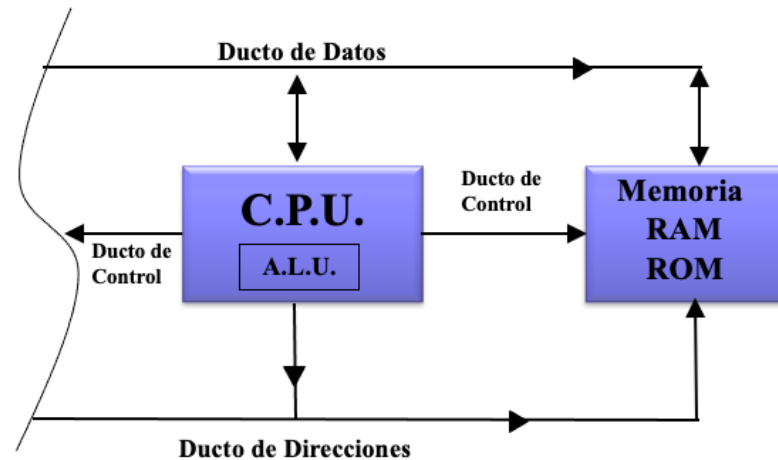 Ducto de Datos
C.P.U.
A.L.U.
Ducto de
Control
Memoria
RAM
ROM
Ducto de
Control
Ducto de Direcciones